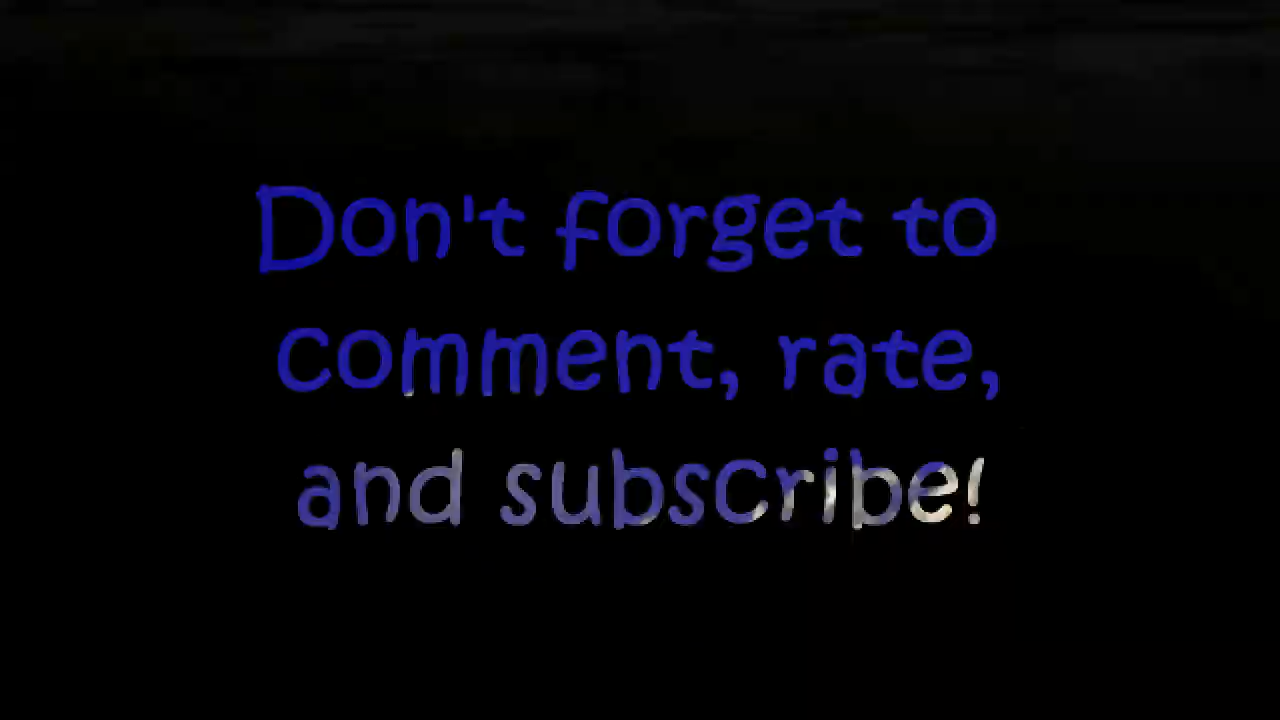 Don't forget to
comment, rate,
and subscribe!